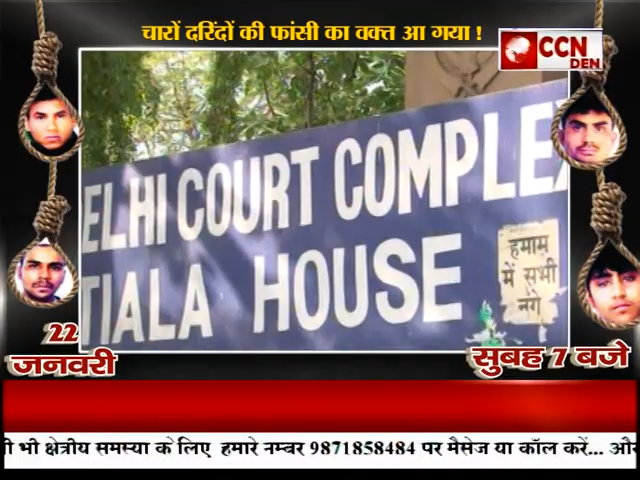 चारों दरिंदों की फांसी का वक्त आ गया !
CCN
DEN
ELHI COURT COMPLEX
TIALA HOUSE
हमाम
में सभी
नंगे
22
जनवरी
सुबह 7 बजे
भी क्षेत्रीय समस्या के लिए हमारे नम्बर 9871858484 पर मैसेज या कॉल करें...